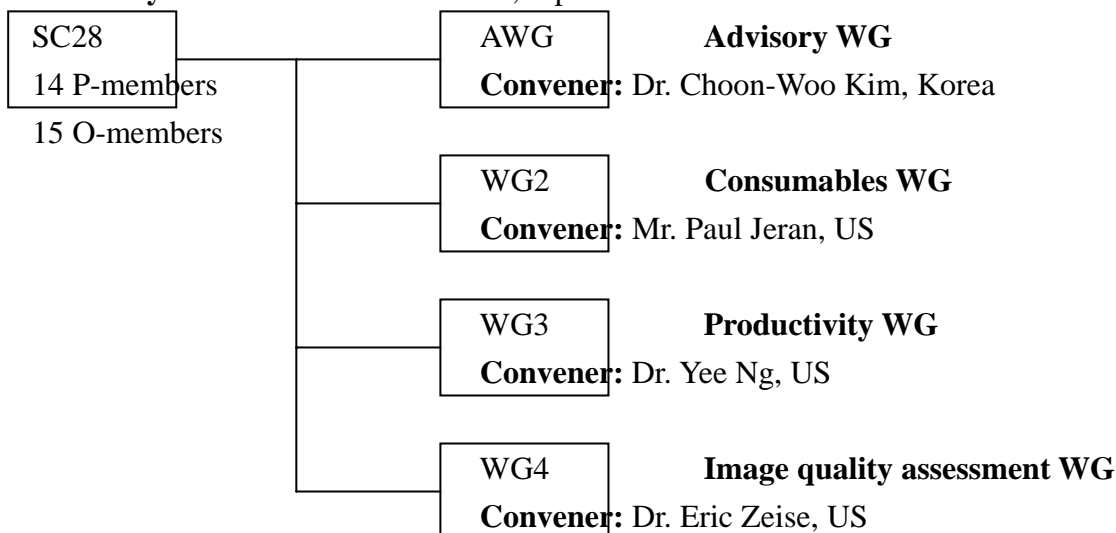 SC28
14 P-members
15 O-members
AWG Advisory WG
Convener: Dr. Choon-Woo Kim, Korea
WG2 Consumables WG
Convener: Mr. Paul Jeran, US
WG3 Productivity WG
Convener: Dr. Yee Ng, US
WG4 Image quality assessment WG
Convener: Dr. Eric Zeise, US